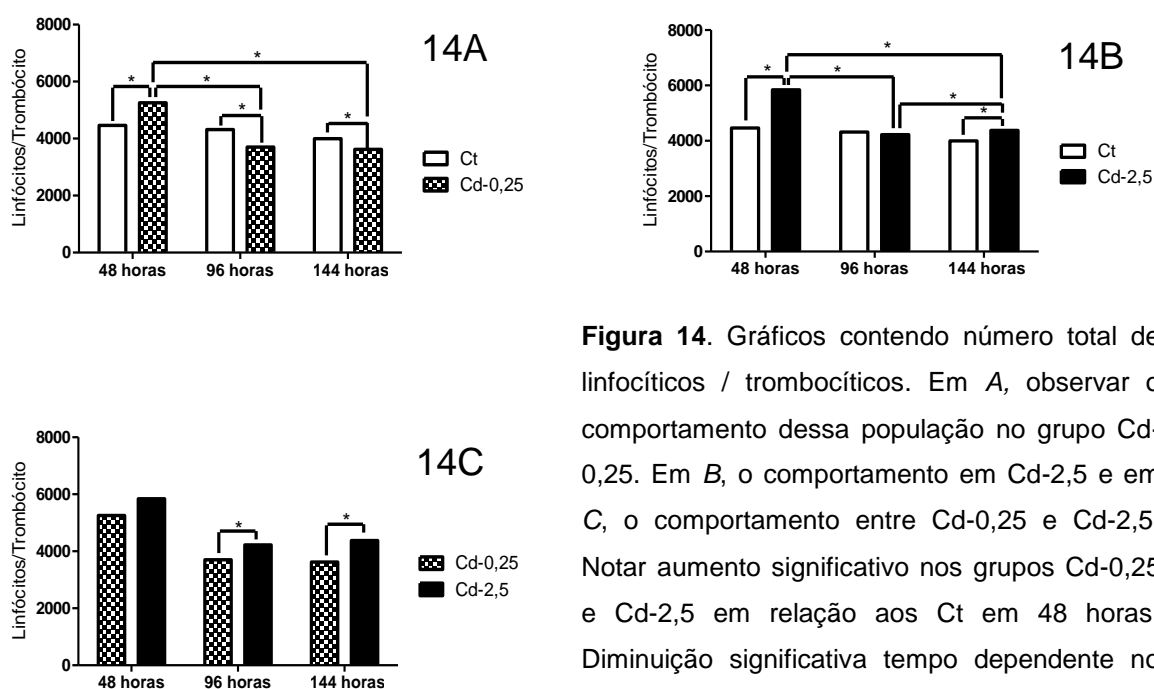 14A
Linfócitos/Trombócito
8000
6000
4000
2000
0
* * * * *
48 horas 96 horas 144 horas
Ct
Cd-0,25
14B
Linfócitos/Trombócito
8000
6000
4000
2000
0
* * * * *
48 horas 96 horas 144 horas
Ct
Cd-2,5
14C
Linfócitos/Trombócito
8000
6000
4000
2000
0
* *
48 horas 96 horas 144 horas
Cd-0,25
Cd-2,5
Figura 14. Gráficos contendo número total de
linfocíticos / trombocíticos. Em A, observar o
comportamento dessa população no grupo Cd-
0,25. Em B, o comportamento em Cd-2,5 e em
C, o comportamento entre Cd-0,25 e Cd-2,5
Notar aumento significativo nos grupos Cd-0,25
e Cd-2,5 em relação aos Ct em 48 horas
Diminuição significativa tempo dependente no